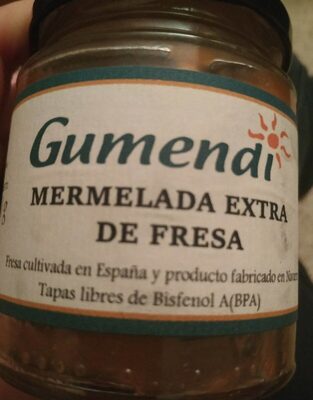 Gumendi
MERMELADA EXTRA
DE FRESA
Fresa cultivada en España y producto fabricado en
Tapas libres de Bisfenol A(BPA)